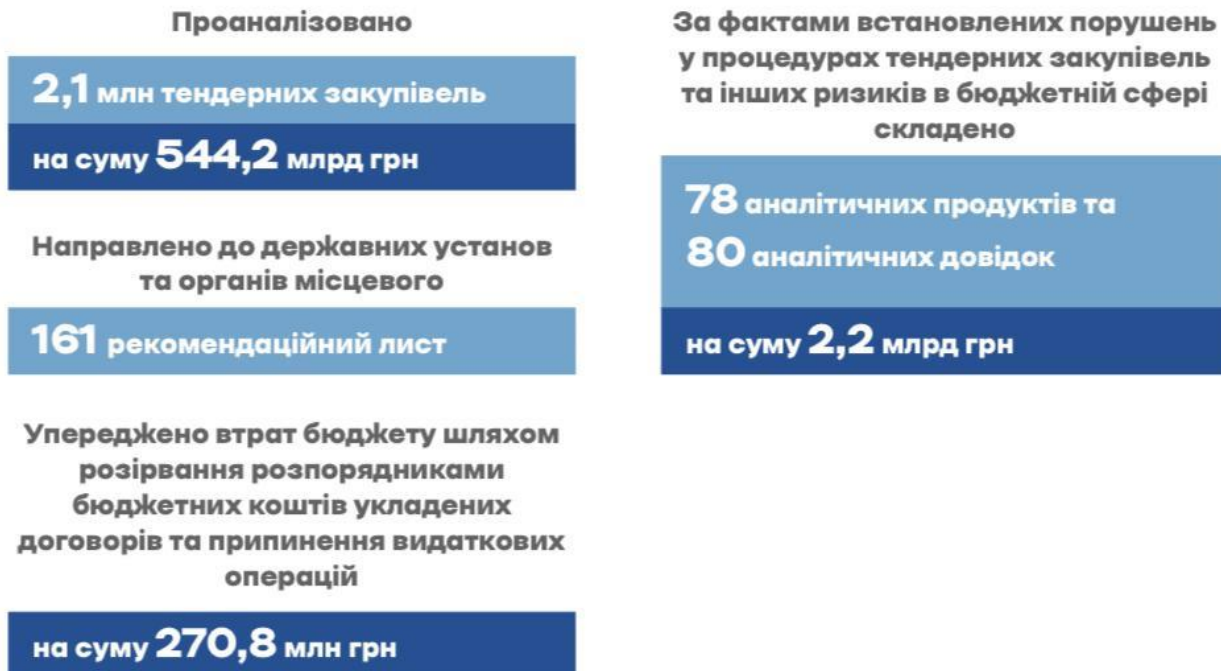 Проаналізовано
2,1 млн тендерних закупівель
на суму 544,2 млрд грн
Направлено до державних установ
та органів місцевого
161 рекомендаційний лист
Упереджено втрат бюджету шляхом
розірвання розпорядниками
бюджетних коштів укладених
договорів та припинення видаткових
операцій
на суму 270,8 млн грн
За фактами встановлених порушень
у процедурах тендерних закупівель
та інших ризиків в бюджетній сфері
складено
78 аналітичних продуктів та
80 аналітичних довідок
на суму 2,2 млрд грн